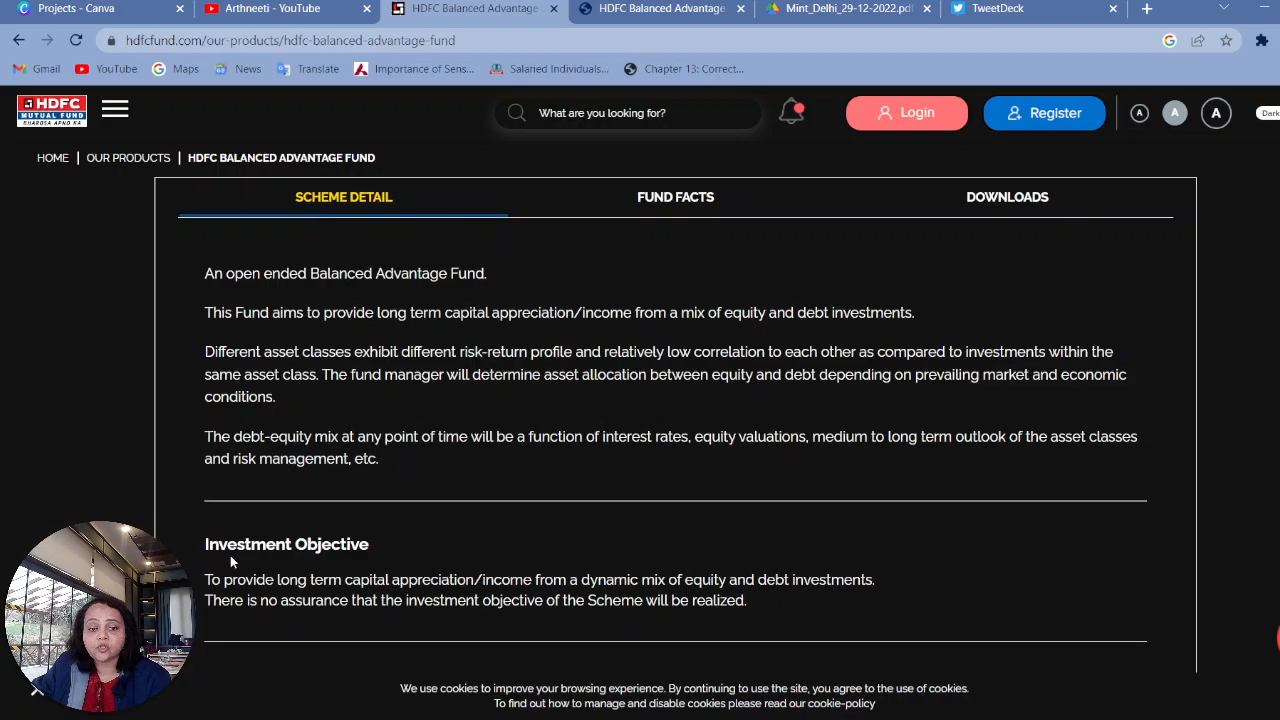 Projects - Canva
Arthneeti - YouTube
HDFC Balanced Advantage
HDFC Balanced Advantage
Mint_Delhi_29-12-2022.pdf
TweetDeck
hdfcfund.com/our-products/hdfc-balanced-advantage-fund
Gmail
YouTube
Maps
News
Translate
Importance of Sens...
Salaried Individuals...
Chapter 13: Correct...
HDFC
MUTUAL FUND
BHAROSA APNO KA
What are you looking for?
Login
Register
A
A
A
Dark
HOME | OUR PRODUCTS | HDFC BALANCED ADVANTAGE FUND
SCHEME DETAIL
FUND FACTS
DOWNLOADS
An open ended Balanced Advantage Fund.
This Fund aims to provide long term capital appreciation/income from a mix of equity and debt investments.
Different asset classes exhibit different risk-return profile and relatively low correlation to each other as compared to investments within the
same asset class. The fund manager will determine asset allocation between equity and debt depending on prevailing market and economic
conditions.
The debt-equity mix at any point of time will be a function of interest rates, equity valuations, medium to long term outlook of the asset classes
and risk management, etc.
Investment Objective
To provide long term capital appreciation/income from a dynamic mix of equity and debt investments.
There is no assurance that the investment objective of the Scheme will be realized.
We use cookies to improve your browsing experience. By continuing to use the site, you agree to the use of cookies.
To find out how to manage and disable cookies please read our cookie-policy